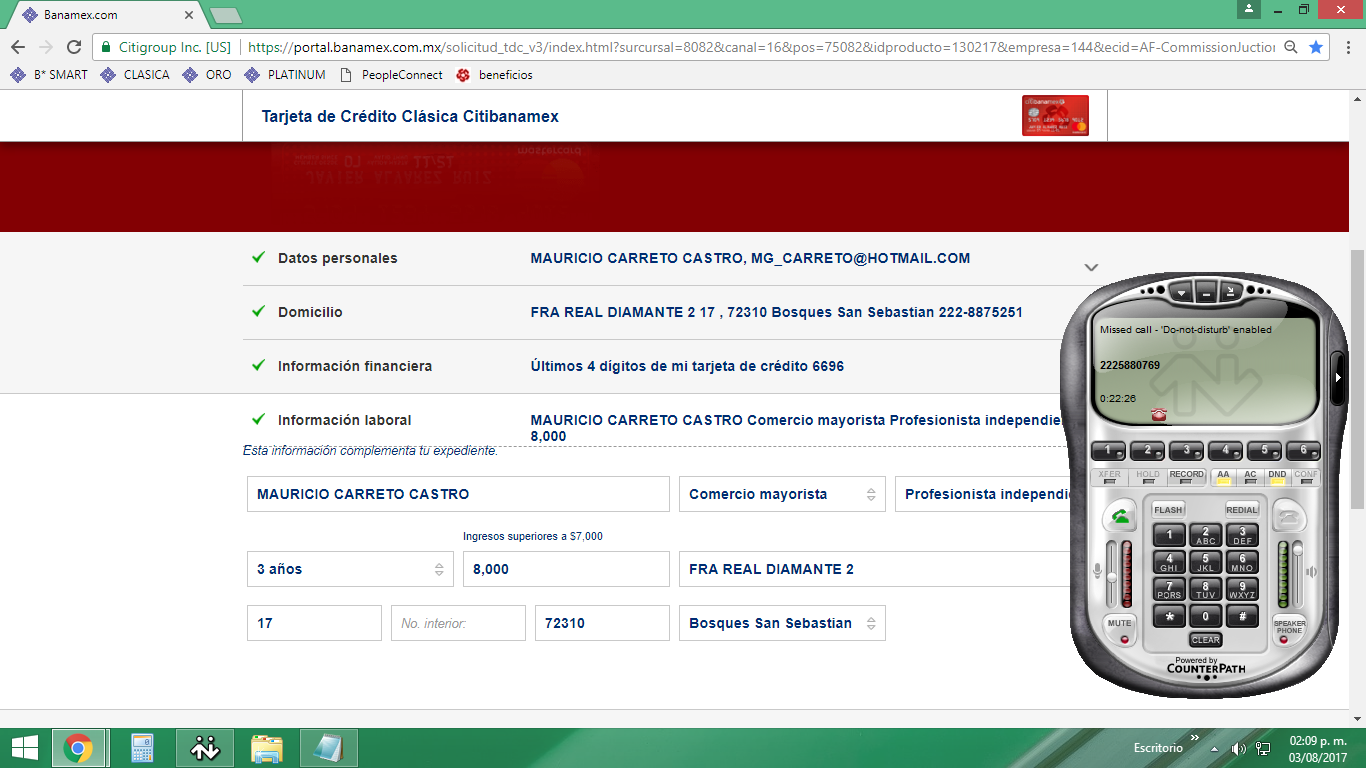 Banamex.com
Citigroup Inc. [US]
https://portal.banamex.com.mx/solicitud_tdc_v3/index.html?surcursal=8082&canal=16&pos=75082&idproducto=130217&empresa=144&ecid=AF-CommissionJuctio
B* SMART CLASICA ORO PLATINUM PeopleConnect beneficios
Tarjeta de Crédito Clásica Citibanamex
Datos personales MAURICIO CARRETO CASTRO, MG_CARRETO@HOTMAIL.COM
Domicilio FRA REAL DIAMANTE 2 17 , 72310 Bosques San Sebastian 222-8875251
Información financiera Últimos 4 dígitos de mi tarjeta de crédito 6696
Información laboral MAURICIO CARRETO CASTRO Comercio mayorista Profesionista independie
8,000
Esta información complementa tu expediente.
MAURICIO CARRETO CASTRO Comercio mayorista Profesionista independie
Ingresos superiores a $7,000
3 años 8,000 FRA REAL DIAMANTE 2
17 No. interior: 72310 Bosques San Sebastian
Missed call - 'Do-not-disturb' enabled
2225880769
0:22:26
1 2 3 4 5 6
XFER HOLD RECORD AA AC DND CONF
FLASH REDIAL
1 2 ABC 3 DEF
4 GHI 5 JKL 6 MNO
7 PQRS 8 TUV 9 WXYZ
* 0 #
MUTE CLEAR SPEAKER PHONE
Powered by
COUNTERPATH
Escritorio
02:09 p. m.
03/08/2017